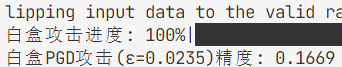 lipping input data to the valid ra
白盒攻击进度: 100%|
白盒PGD攻击(ε=0.0235)精度: 0.1669